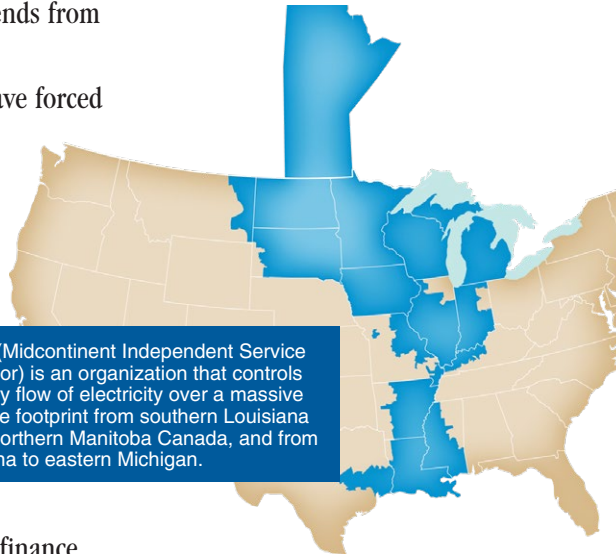 ends from
ave forced
(Midcontinent Independent Service
or) is an organization that controls
y flow of electricity over a massive
e footprint from southern Louisiana
orthern Manitoba Canada, and from
na to eastern Michigan.
finance